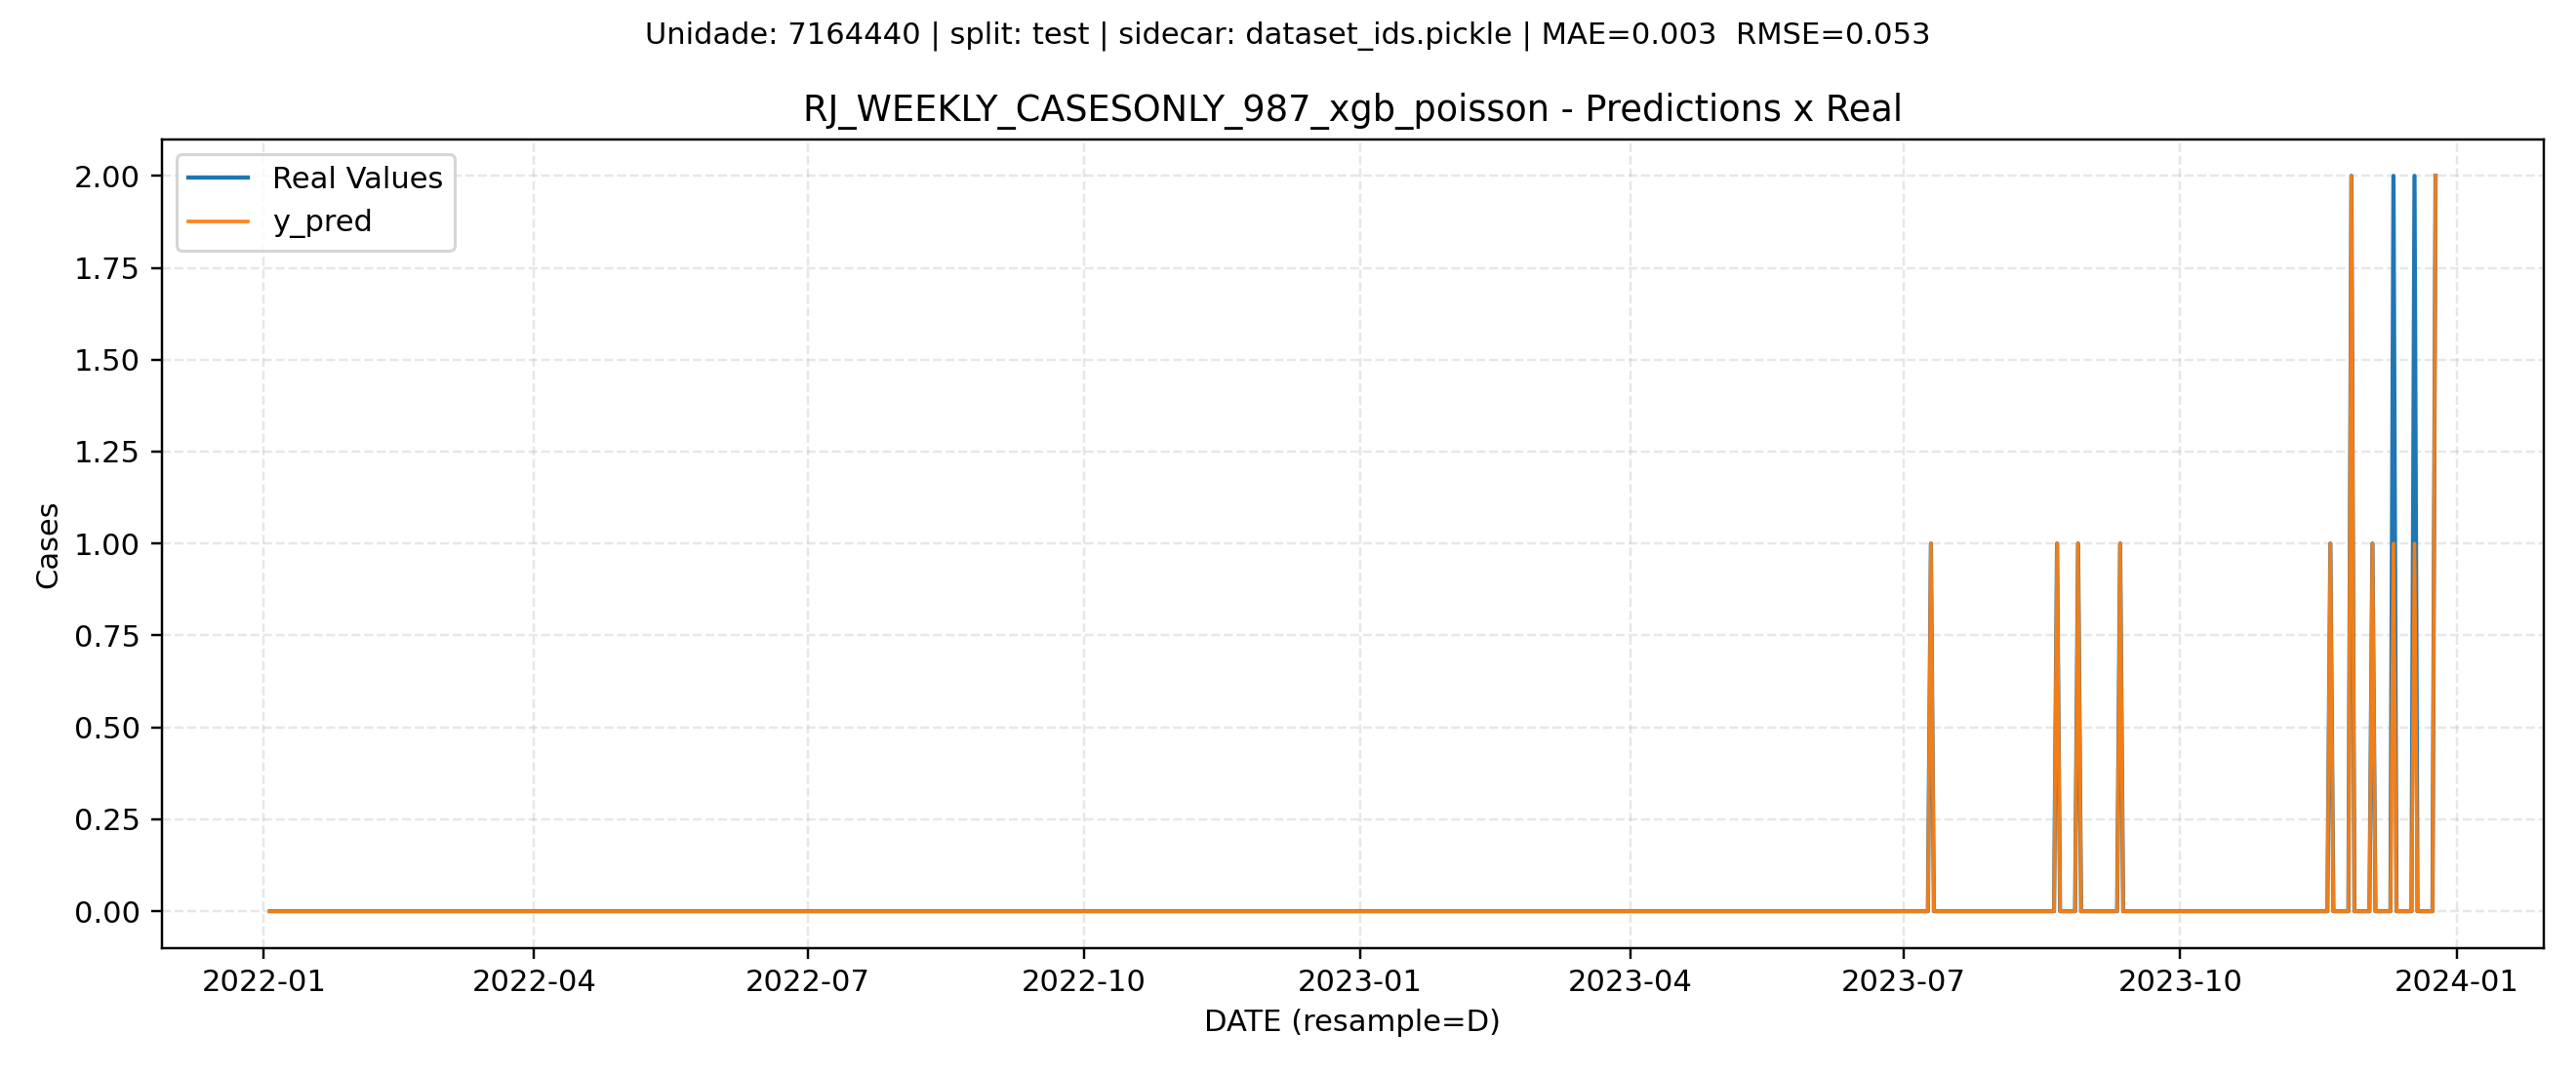 Unidade: 7164440 | split: test | sidecar: dataset_ids.pickle | MAE=0.003  RMSE=0.053
RJ_WEEKLY_CASESONLY_987_xgb_poisson - Predictions x Real
Real Values
y_pred
2.00
1.75
1.50
1.25
1.00
0.75
0.50
0.25
0.00
Cases
2022-01 2022-04 2022-07 2022-10 2023-01 2023-04 2023-07 2023-10 2024-01
DATE (resample=D)